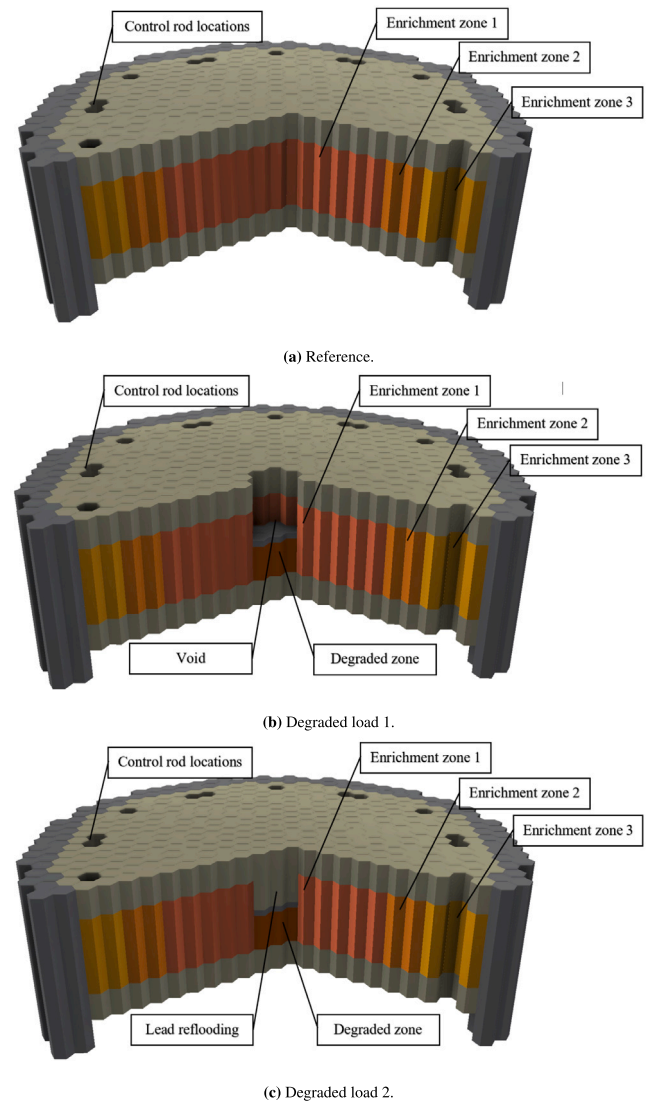 Control rod locations
Enrichment zone 1
Enrichment zone 2
Enrichment zone 3
(a) Reference.
Control rod locations
Enrichment zone 1
Enrichment zone 2
Enrichment zone 3
Void
Degraded zone
(b) Degraded load 1.
Control rod locations
Enrichment zone 1
Enrichment zone 2
Enrichment zone 3
Lead reflooding
Degraded zone
(c) Degraded load 2.